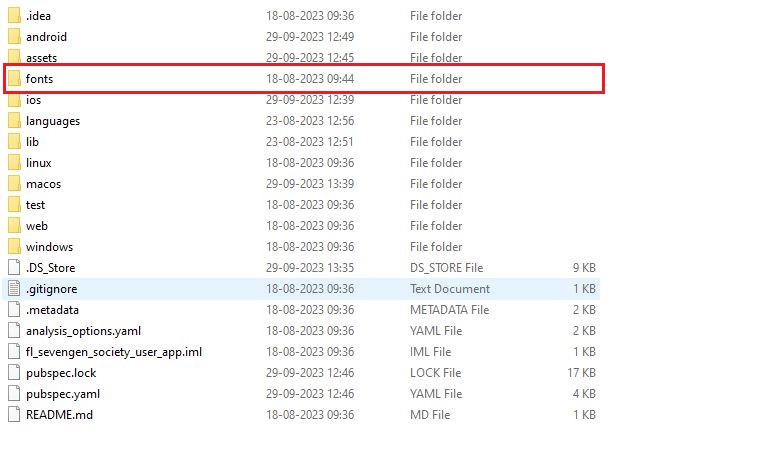 .idea 18-08-2023 09:36 File folder
android 29-09-2023 12:49 File folder
assets 29-09-2023 12:45 File folder
fonts 18-08-2023 09:44 File folder
ios 29-09-2023 12:39 File folder
languages 23-08-2023 12:56 File folder
lib 23-08-2023 12:51 File folder
linux 18-08-2023 09:36 File folder
macos 29-09-2023 13:39 File folder
test 18-08-2023 09:36 File folder
web 18-08-2023 09:36 File folder
windows 18-08-2023 09:36 File folder
.DS_Store 29-09-2023 13:35 DS_STORE File 9 KB
.gitignore 18-08-2023 09:36 Text Document 1 KB
.metadata 18-08-2023 09:36 METADATA File 2 KB
analysis_options.yaml 18-08-2023 09:36 YAML File 2 KB
fl_sevengen_society_user_app.iml 18-08-2023 09:36 IML File 1 KB
pubspec.lock 29-09-2023 12:46 LOCK File 17 KB
pubspec.yaml 29-09-2023 12:46 YAML File 4 KB
README.md 18-08-2023 09:36 MD File 1 KB